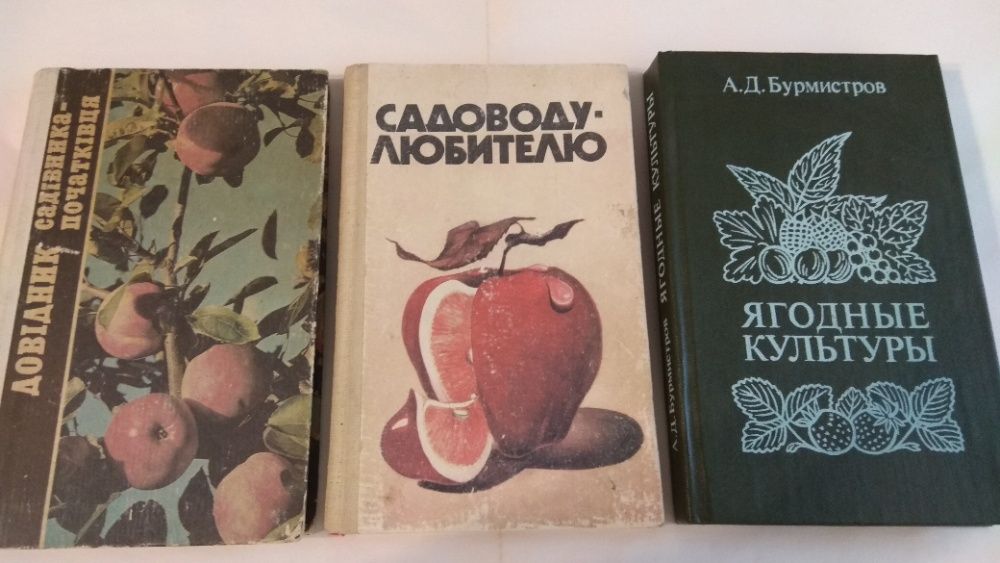 ДОВІДНИК
САДІВНИКА-
ПОЧАТКІВЦЯ
САДОВОДУ-
ЛЮБИТЕЛЮ
А.Д.Бурмистров ЯГОДНЫЕ КУЛЬТУРЫ
А.Д.Бурмистров
ЯГОДНЫЕ
КУЛЬТУРЫ